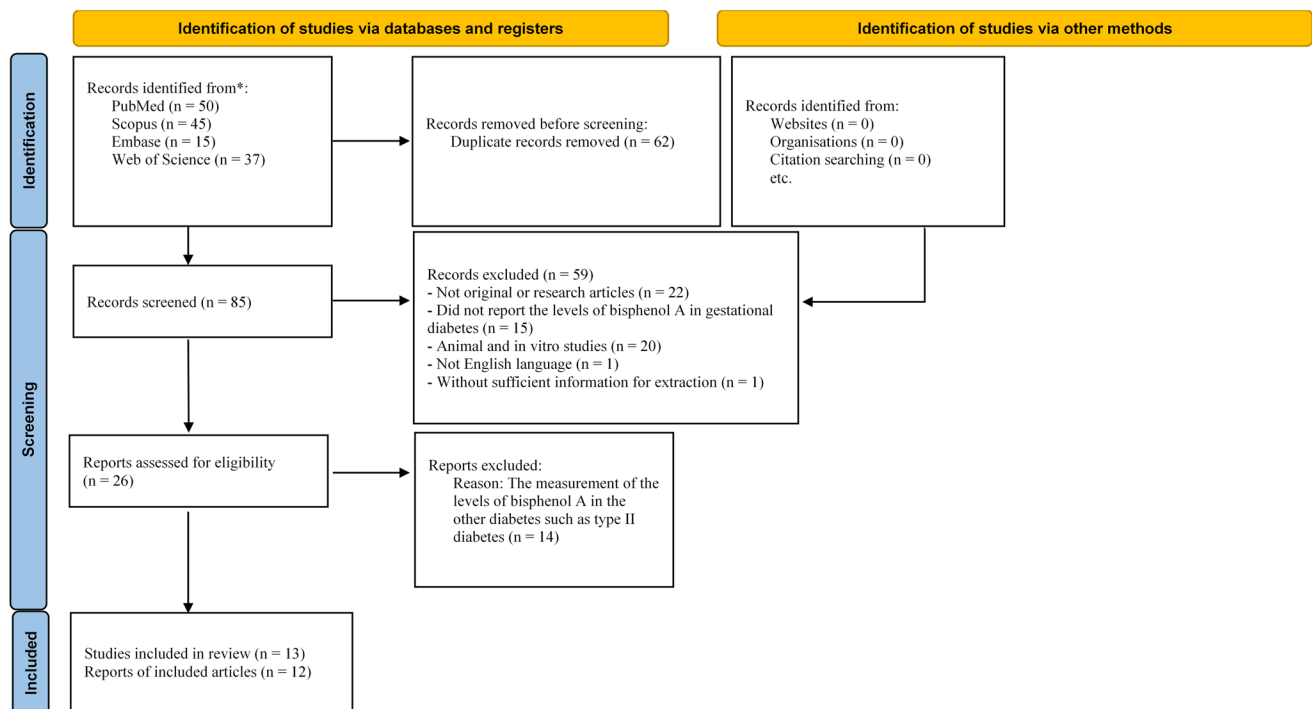 Identification of studies via databases and registers
Identification of studies via other methods
Identification
Records identified from*:
PubMed (n = 50)
Scopus (n = 45)
Embase (n = 15)
Web of Science (n = 37)
Records removed before screening:
Duplicate records removed (n = 62)
Records identified from:
Websites (n = 0)
Organisations (n = 0)
Citation searching (n = 0)
etc.
Screening
Records screened (n = 85)
Records excluded (n = 59)
- Not original or research articles (n = 22)
- Did not report the levels of bisphenol A in gestational
diabetes (n = 15)
- Animal and in vitro studies (n = 20)
- Not English language (n = 1)
- Without sufficient information for extraction (n = 1)
Reports assessed for eligibility
(n = 26)
Reports excluded:
Reason: The measurement of the
levels of bisphenol A in the
other diabetes such as type II
diabetes (n = 14)
Included
Studies included in review (n = 13)
Reports of included articles (n = 12)